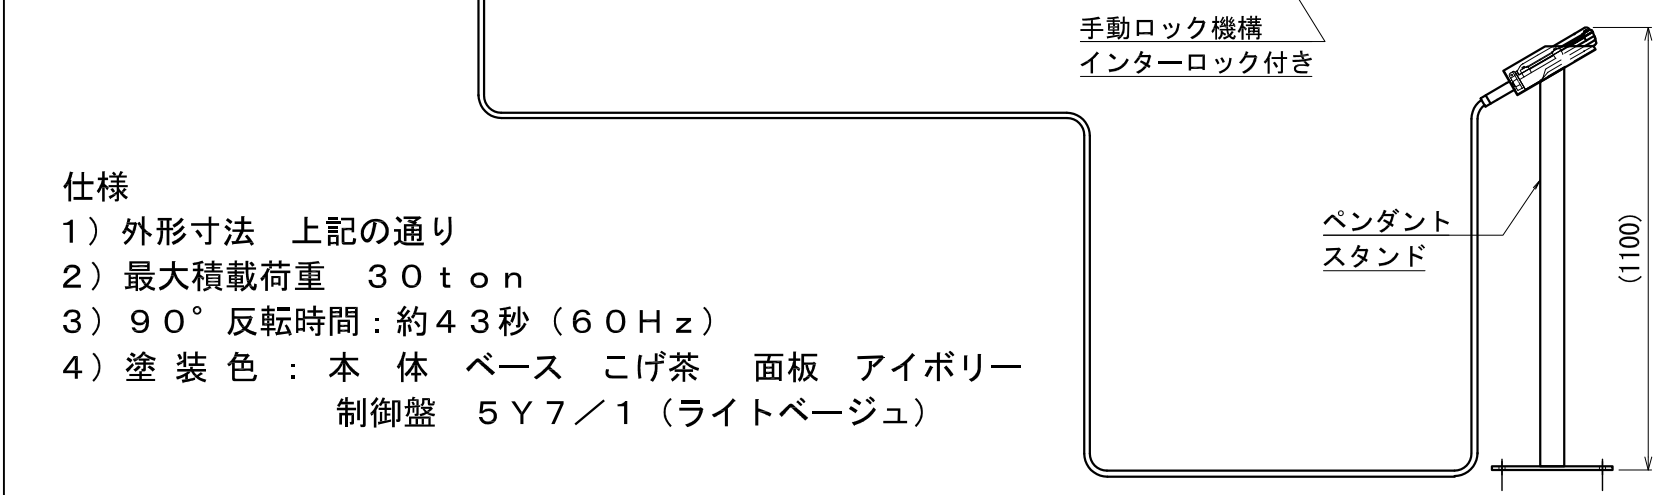 手動ロック機構
インターロック付き
ペンダント
スタンド
(1100)
仕様
1）外形寸法　上記の通り
2）最大積載荷重　３０ｔｏｎ
3）９０°反転時間：約４３秒（６０Ｈｚ）
4）塗 装 色 ： 本　体　ベース　こげ茶　面板　アイボリー
制御盤　５Ｙ７／１（ライトベージュ）